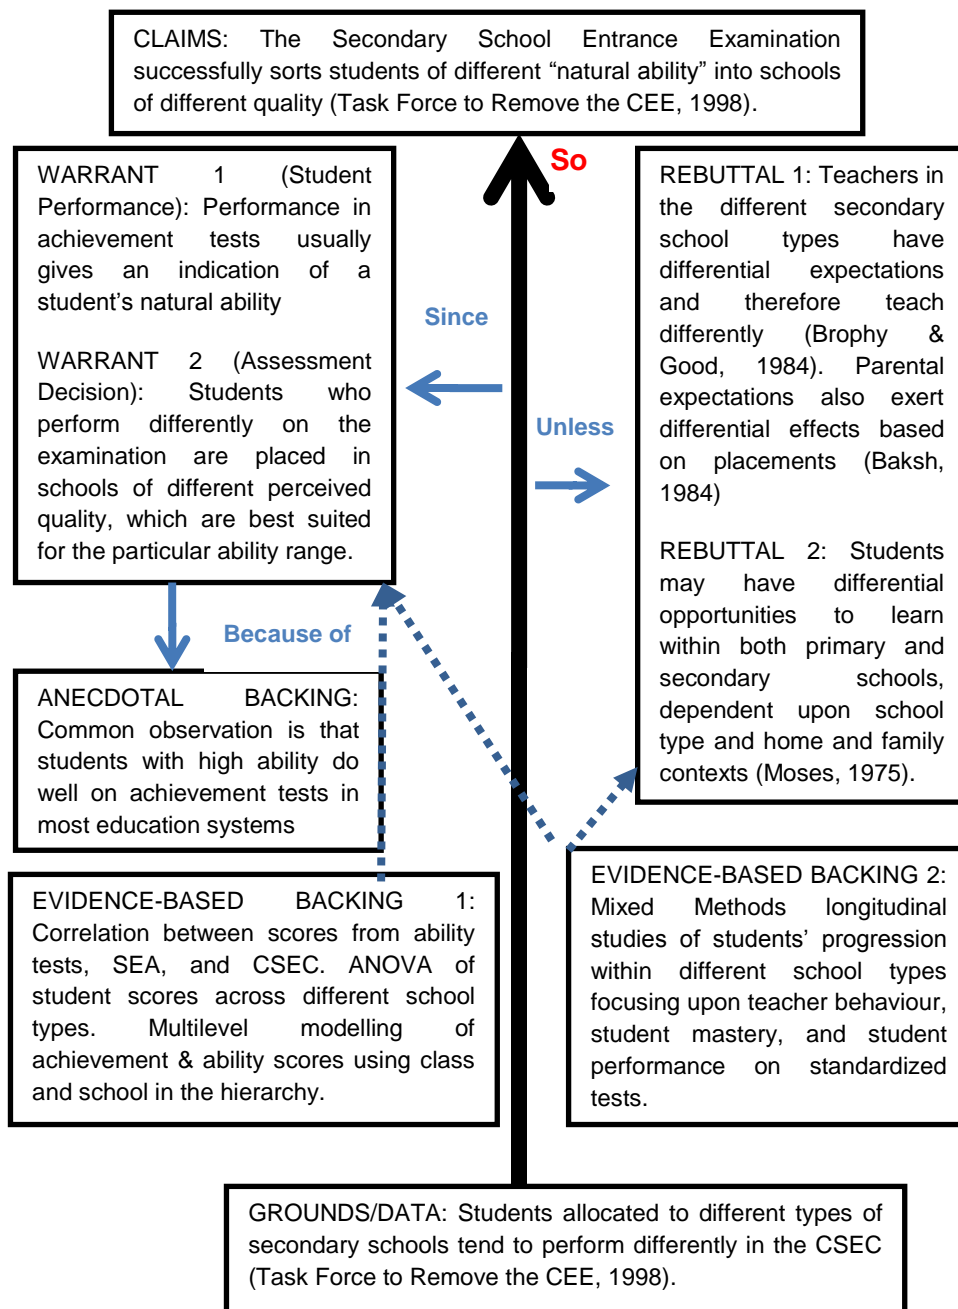 CLAIMS: The Secondary School Entrance Examination
successfully sorts students of different “natural ability” into schools
of different quality (Task Force to Remove the CEE, 1998).
So
WARRANT 1 (Student
Performance): Performance in
achievement tests usually
gives an indication of a
student’s natural ability
WARRANT 2 (Assessment
Decision): Students who
perform differently on the
examination are placed in
schools of different perceived
quality, which are best suited
for the particular ability range.
Since
Unless
REBUTTAL 1: Teachers in
the different secondary
school types have
differential expectations
and therefore teach
differently (Brophy &
Good, 1984). Parental
expectations also exert
differential effects based
on placements (Baksh,
1984)
REBUTTAL 2: Students
may have differential
opportunities to learn
within both primary and
secondary schools,
dependent upon school
type and home and family
contexts (Moses, 1975).
Because of
ANECDOTAL BACKING:
Common observation is that
students with high ability do
well on achievement tests in
most education systems
EVIDENCE-BASED BACKING 1:
Correlation between scores from ability
tests, SEA, and CSEC. ANOVA of
student scores across different school
types. Multilevel modelling of
achievement & ability scores using class
and school in the hierarchy.
EVIDENCE-BASED BACKING 2:
Mixed Methods longitudinal
studies of students’ progression
within different school types
focusing upon teacher behaviour,
student mastery, and student
performance on standardized
tests.
GROUNDS/DATA: Students allocated to different types of
secondary schools tend to perform differently in the CSEC
(Task Force to Remove the CEE, 1998).